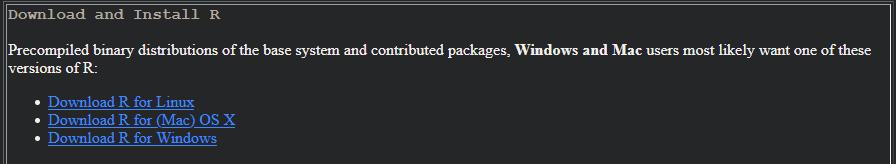 Download and Install R
Precompiled binary distributions of the base system and contributed packages, Windows and Mac users most likely want one of these
versions of R:
• Download R for Linux
• Download R for (Mac) OS X
• Download R for Windows